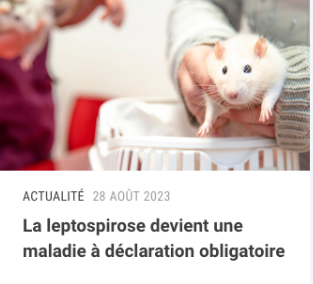 ACTUALITÉ 28 AOÛT 2023
La leptospirose devient une
maladie à déclaration obligatoire